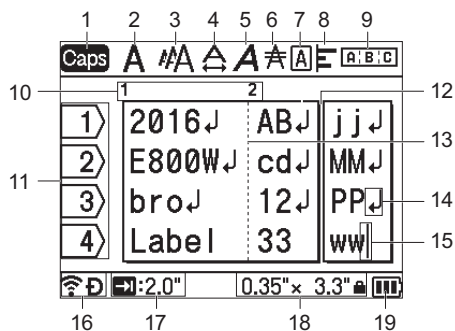 1 2 3 4 5 6 7 8 9
Caps A A A A A A A B C
10 1 2 12
11 1 2016↵ AB↵ jj↵ 13
2 E800W↵ cd↵ MM↵
3 bro↵ 12↵ PP↵ 14
4 Label 33 ww 15
Ð :2.0" 0.35"× 3.3"
16 17 18 19